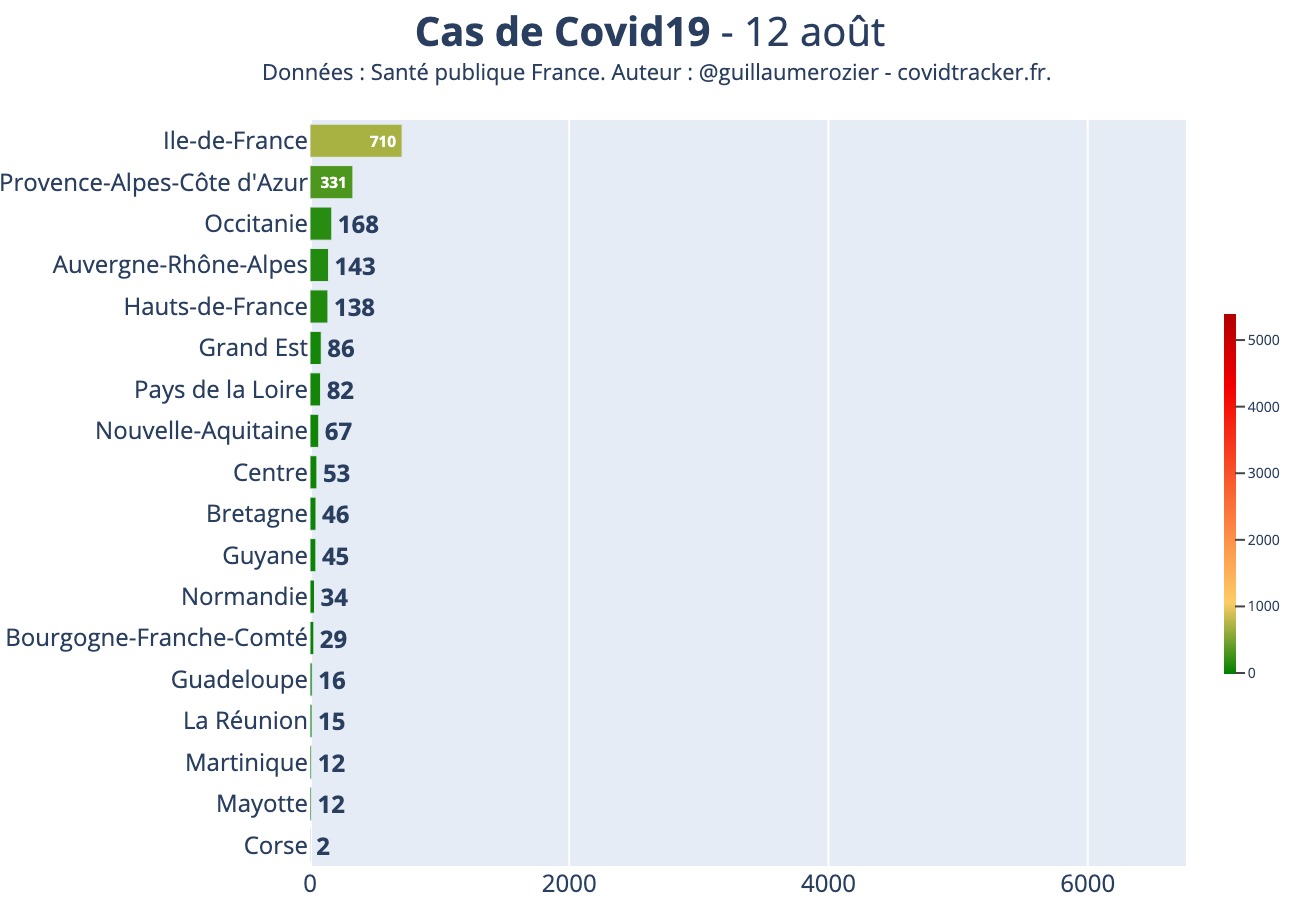 Cas de Covid19 - 12 août
Données : Santé publique France. Auteur : @guillaumerozier - covidtracker.fr.
Ile-de-France 710
Provence-Alpes-Côte d'Azur 331
Occitanie 168
Auvergne-Rhône-Alpes 143
Hauts-de-France 138
Grand Est 86
Pays de la Loire 82
Nouvelle-Aquitaine 67
Centre 53
Bretagne 46
Guyane 45
Normandie 34
Bourgogne-Franche-Comté 29
Guadeloupe 16
La Réunion 15
Martinique 12
Mayotte 12
Corse 2
0 2000 4000 6000
5000
4000
3000
2000
1000
0